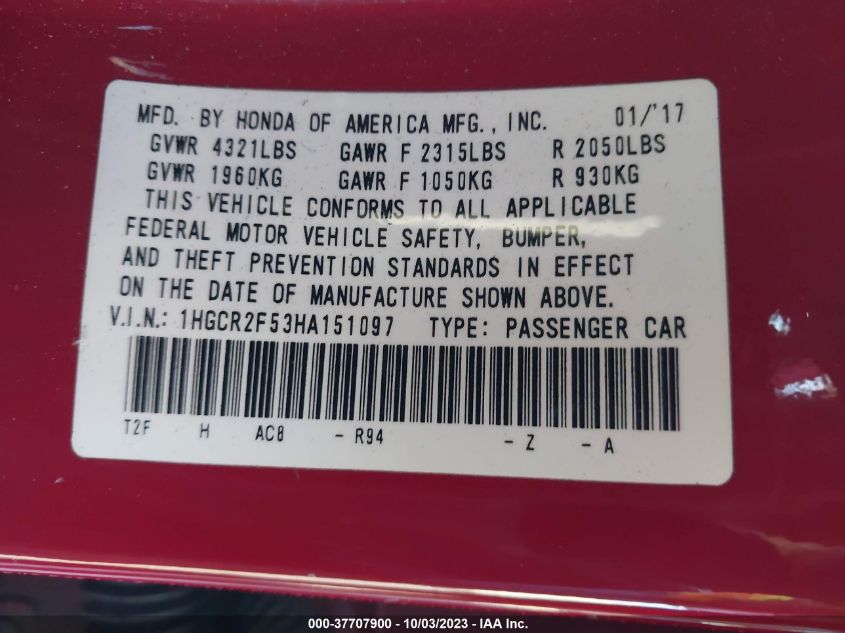 MFD. BY HONDA OF AMERICA MFG., INC. 01/'17
GVWR 4321LBS GAWR F 2315LBS R 2050LBS
GVWR 1960KG GAWR F 1050KG R 930KG
THIS VEHICLE CONFORMS TO ALL APPLICABLE
FEDERAL MOTOR VEHICLE SAFETY, BUMPER,
AND THEFT PREVENTION STANDARDS IN EFFECT
ON THE DATE OF MANUFACTURE SHOWN ABOVE.
V.I.N.: 1HGCR2F53HA151097 TYPE: PASSENGER CAR
T2F H AC8 - R94 - Z - A
000-37707900 - 10/03/2023 - IAA Inc.